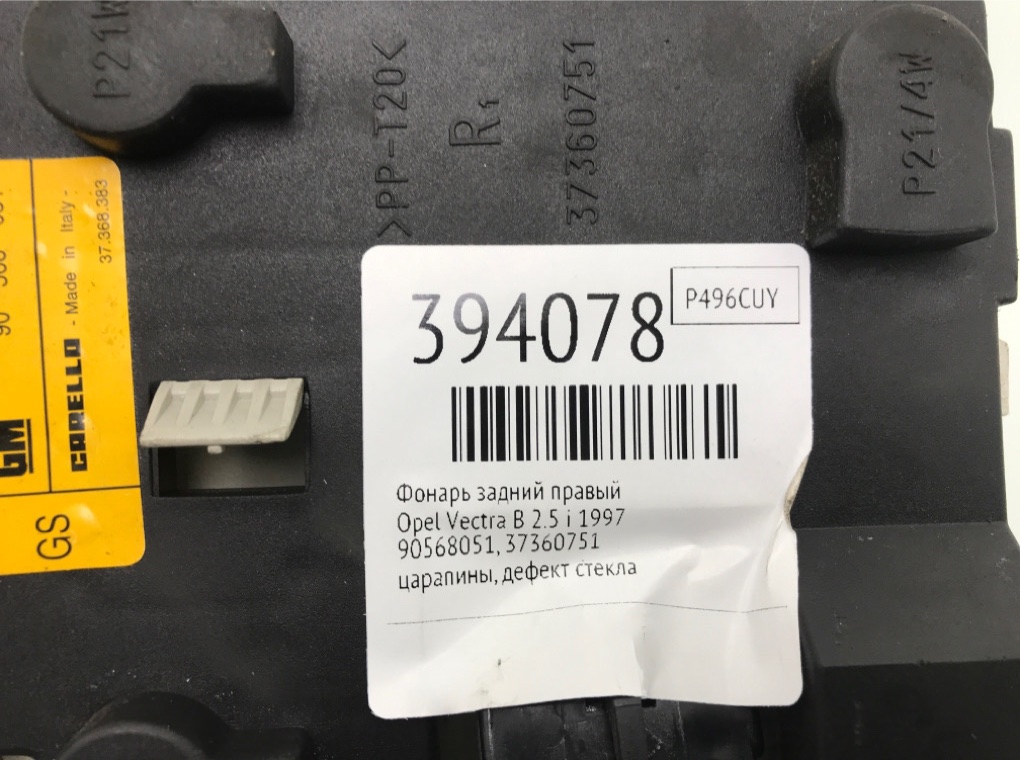 P21W
>PP-T20<
R1
37360751
P21/4W
GM
CARELLO - Made in Italy -
37.368.383
GS
394078
P496CUY
Фонарь задний правый
Opel Vectra B 2.5 i 1997
90568051, 37360751
царапины, дефект стекла